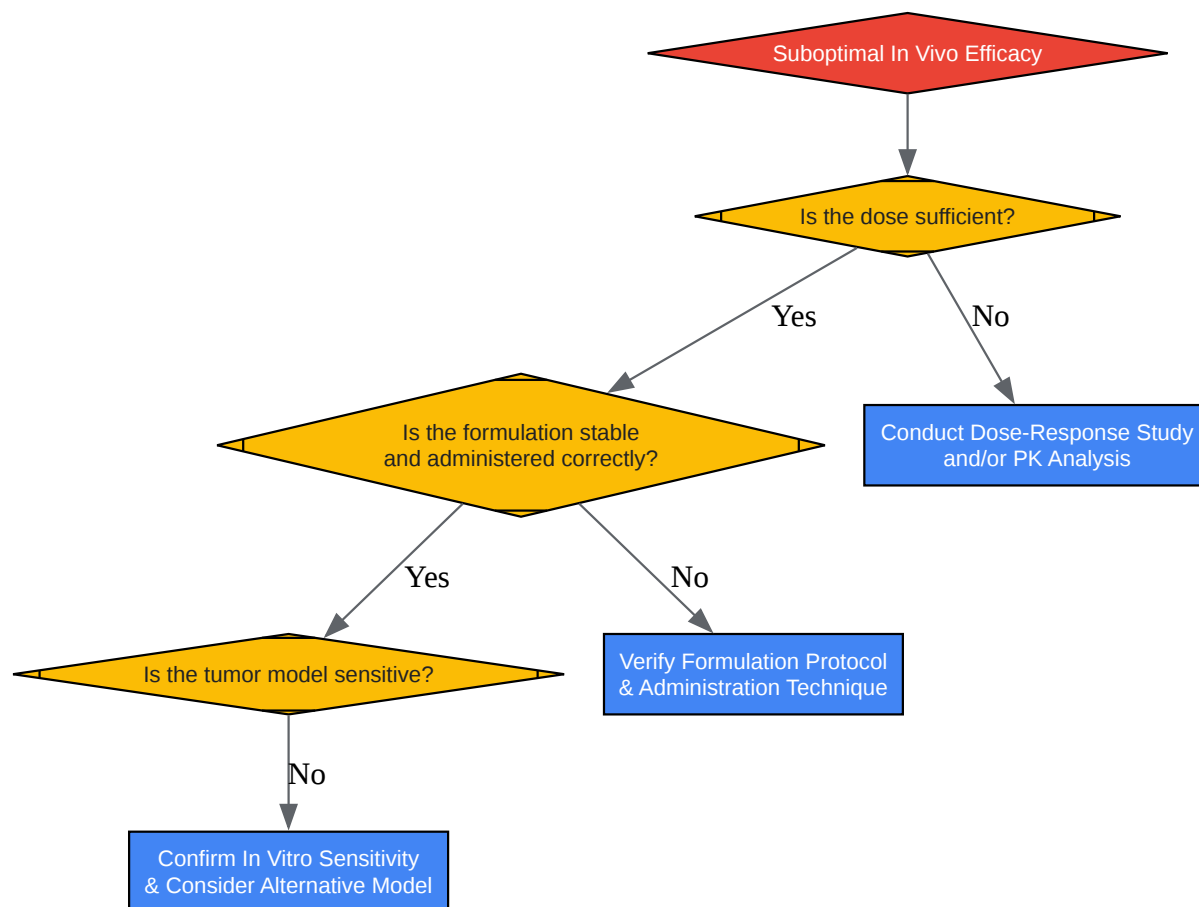 Suboptimal In Vivo Efficacy
Is the dose sufficient?
Yes
No
Is the formulation stable
and administered correctly?
Conduct Dose-Response Study
and/or PK Analysis
Yes
No
Is the tumor model sensitive?
Verify Formulation Protocol
& Administration Technique
No
Confirm In Vitro Sensitivity
& Consider Alternative Model